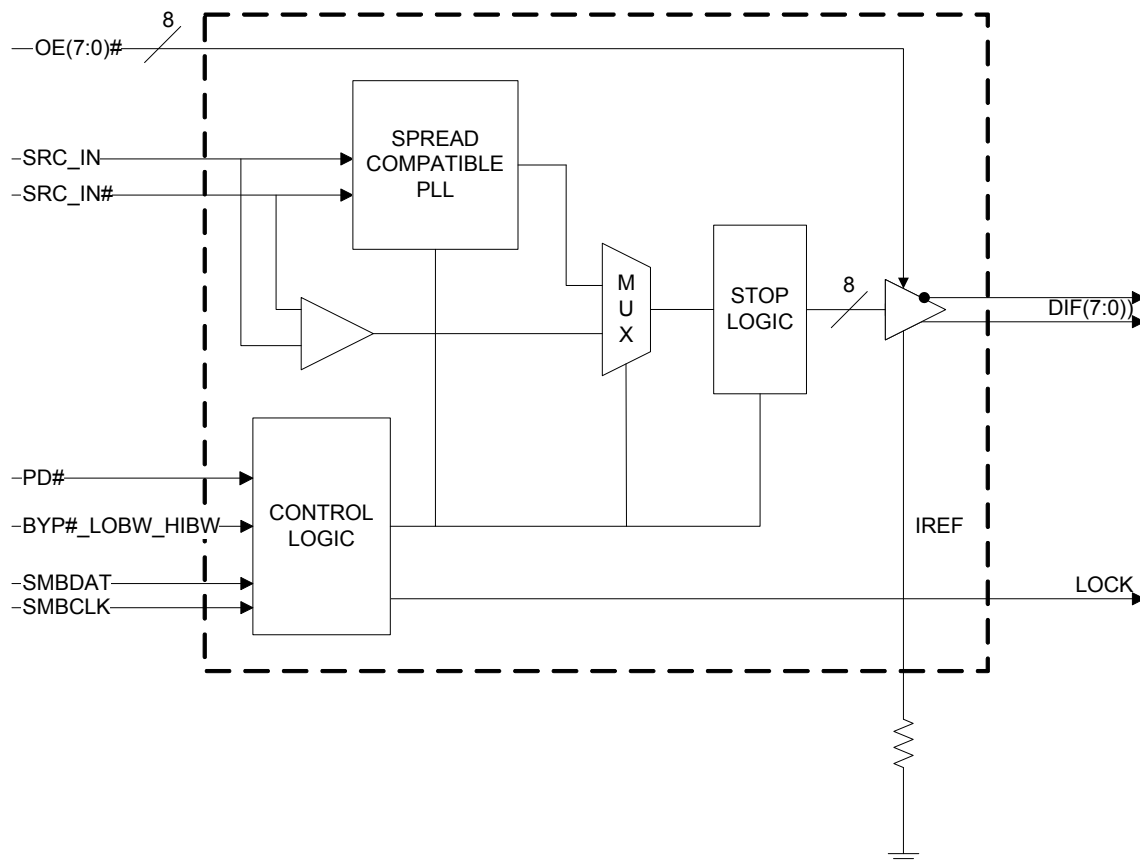 8
OE(7:0)#
SPREAD
COMPATIBLE
PLL
SRC_IN
SRC_IN#
M
U
X
STOP
LOGIC
8
DIF(7:0))
CONTROL
LOGIC
PD#
BYP#_LOBW_HIBW
IREF
SMBDAT
SMBCLK
LOCK